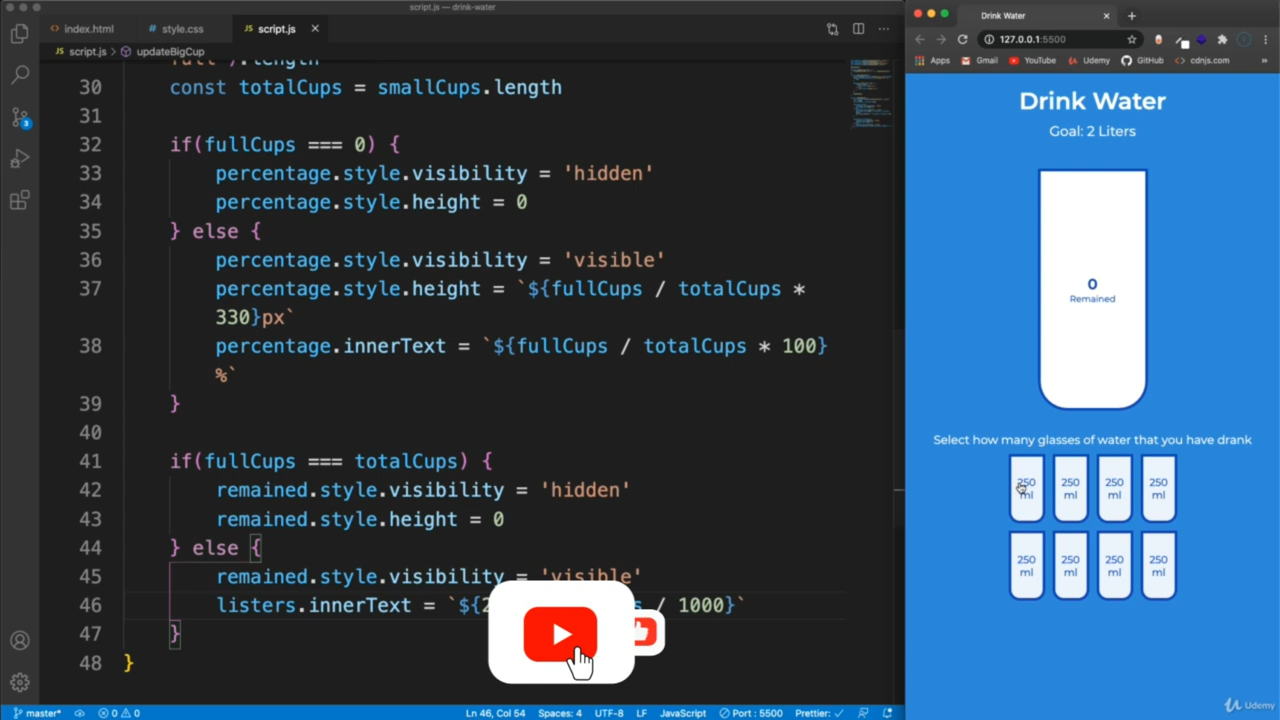 script.js — drink-water
index.html
style.css
script.js
script.js
updateBigCup
30 const totalCups = smallCups.length
31
32 if(fullCups === 0) {
33 percentage.style.visibility = 'hidden'
34 percentage.style.height = 0
35 } else {
36 percentage.style.visibility = 'visible'
37 percentage.style.height = `${fullCups / totalCups *
330}px`
38 percentage.innerText = `${fullCups / totalCups * 100}
%`
39 }
40
41 if(fullCups === totalCups) {
42 remained.style.visibility = 'hidden'
43 remained.style.height = 0
44 } else {
45 remained.style.visibility = 'visible'
46 listers.innerText = `${2 / 1000}`
47 }
48 }
3
master*
0 0
Ln 46, Col 54
Spaces: 4
UTF-8
LF
JavaScript
Port : 5500
Prettier: ✓
Drink Water
127.0.0.1:5500
Apps
Gmail
YouTube
Udemy
GitHub
cdnjs.com
»
Drink Water
Goal: 2 Liters
0
Remained
Select how many glasses of water that you have drank
250 250 250 250
ml ml ml ml
250 250 250 250
ml ml ml ml
Udemy